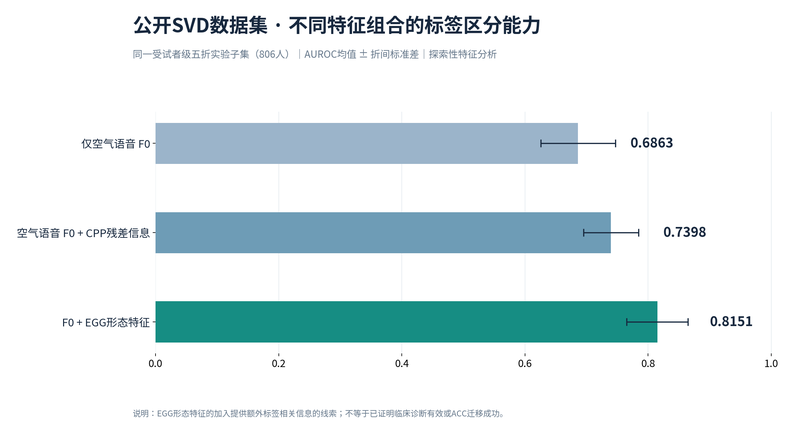 公开SVD数据集 · 不同特征组合的标签区分能力
同一受试者级五折实验子集（806人）｜AUROC均值 ± 折间标准差｜探索性特征分析
仅空气语音 F0
0.6863
空气语音 F0 + CPP残差信息
0.7398
F0 + EGG形态特征
0.8151
0.0 0.2 0.4 0.6 0.8 1.0
说明：EGG形态特征的加入提供额外标签相关信息的线索；不等于已证明临床诊断有效或ACC迁移成功。